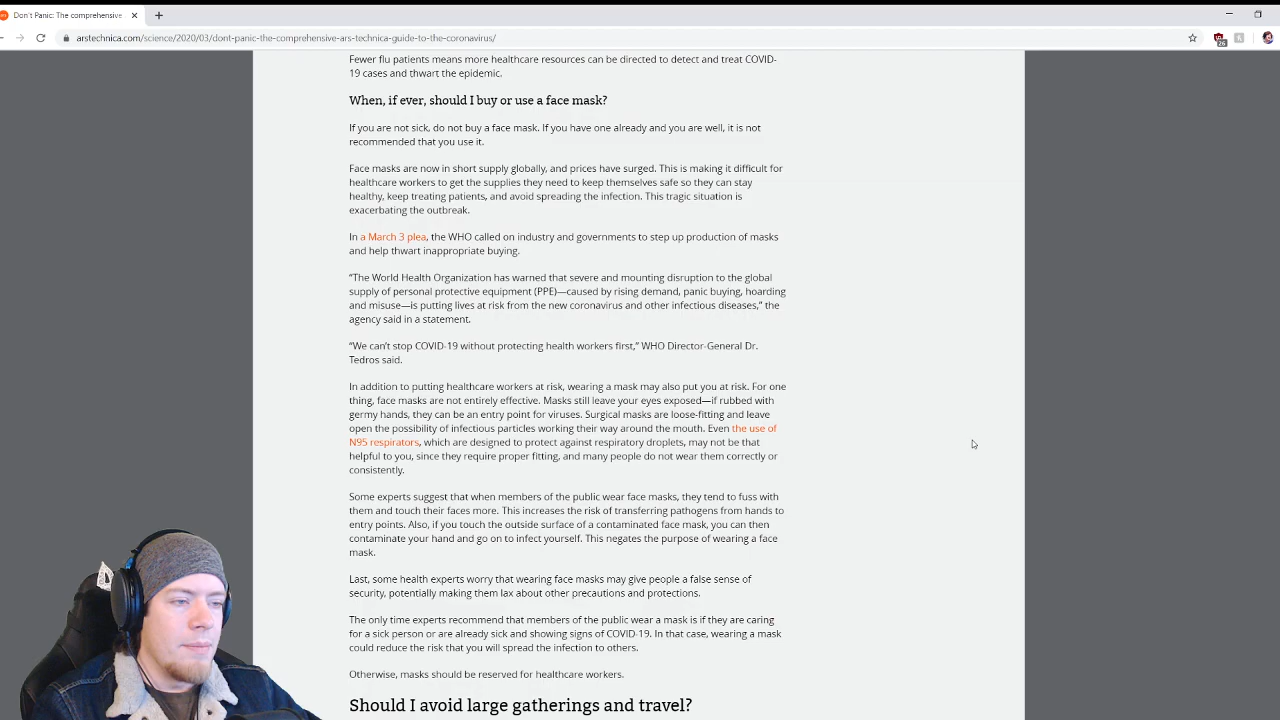 Don't Panic: The comprehensive
arstechnica.com/science/2020/03/dont-panic-the-comprehensive-ars-technica-guide-to-the-coronavirus/
26
Fewer flu patients means more healthcare resources can be directed to detect and treat COVID-
19 cases and thwart the epidemic.
When, if ever, should I buy or use a face mask?
If you are not sick, do not buy a face mask. If you have one already and you are well, it is not
recommended that you use it.
Face masks are now in short supply globally, and prices have surged. This is making it difficult for
healthcare workers to get the supplies they need to keep themselves safe so they can stay
healthy, keep treating patients, and avoid spreading the infection. This tragic situation is
exacerbating the outbreak.
In a March 3 plea, the WHO called on industry and governments to step up production of masks
and help thwart inappropriate buying.
“The World Health Organization has warned that severe and mounting disruption to the global
supply of personal protective equipment (PPE)—caused by rising demand, panic buying, hoarding
and misuse—is putting lives at risk from the new coronavirus and other infectious diseases,” the
agency said in a statement.
“We can’t stop COVID-19 without protecting health workers first,” WHO Director-General Dr.
Tedros said.
In addition to putting healthcare workers at risk, wearing a mask may also put you at risk. For one
thing, face masks are not entirely effective. Masks still leave your eyes exposed—if rubbed with
germy hands, they can be an entry point for viruses. Surgical masks are loose-fitting and leave
open the possibility of infectious particles working their way around the mouth. Even the use of
N95 respirators, which are designed to protect against respiratory droplets, may not be that
helpful to you, since they require proper fitting, and many people do not wear them correctly or
consistently.
Some experts suggest that when members of the public wear face masks, they tend to fuss with
them and touch their faces more. This increases the risk of transferring pathogens from hands to
entry points. Also, if you touch the outside surface of a contaminated face mask, you can then
contaminate your hand and go on to infect yourself. This negates the purpose of wearing a face
mask.
Last, some health experts worry that wearing face masks may give people a false sense of
security, potentially making them lax about other precautions and protections.
The only time experts recommend that members of the public wear a mask is if they are caring
for a sick person or are already sick and showing signs of COVID-19. In that case, wearing a mask
could reduce the risk that you will spread the infection to others.
Otherwise, masks should be reserved for healthcare workers.
Should I avoid large gatherings and travel?